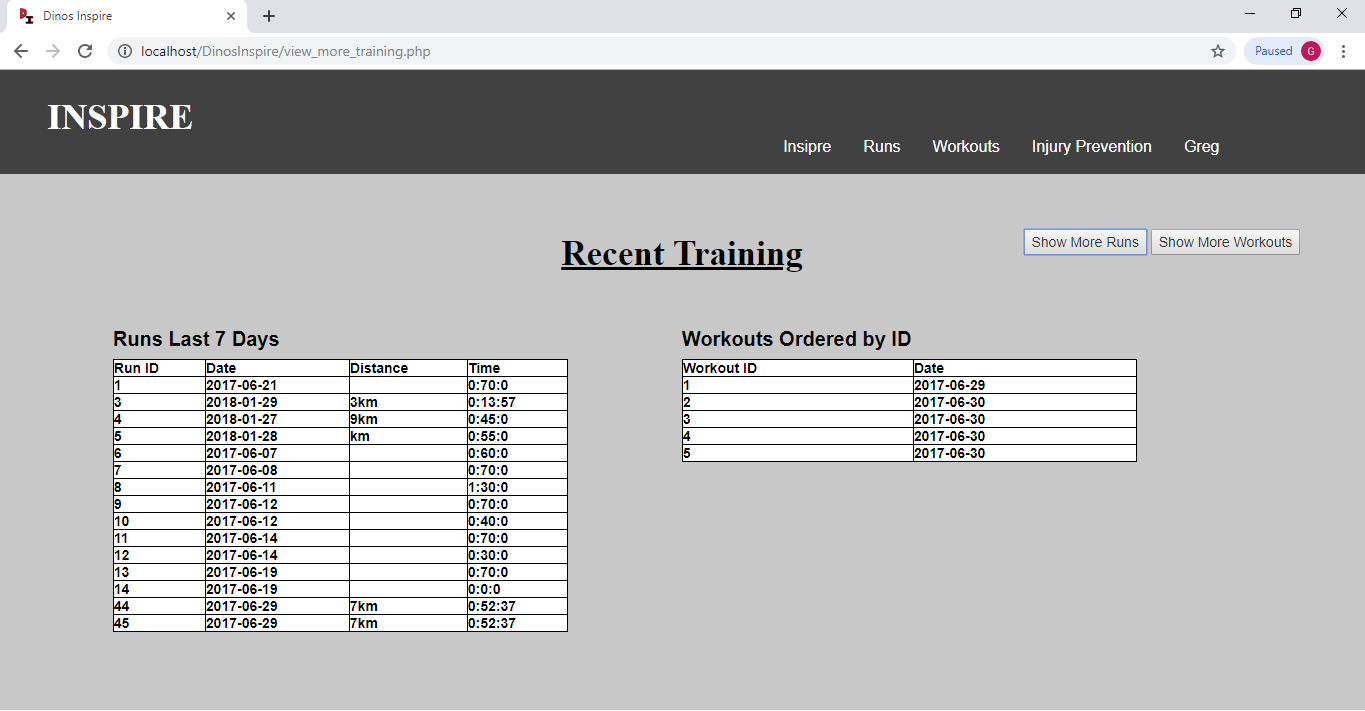 Dinos Inspire
localhost/DinosInspire/view_more_training.php
Paused G
INSPIRE
Insipre Runs Workouts Injury Prevention Greg
Recent Training
Show More Runs Show More Workouts
Runs Last 7 Days
Run ID Date Distance Time
1 2017-06-21 0:70:0
3 2018-01-29 3km 0:13:57
4 2018-01-27 9km 0:45:0
5 2018-01-28 km 0:55:0
6 2017-06-07 0:60:0
7 2017-06-08 0:70:0
8 2017-06-11 1:30:0
9 2017-06-12 0:70:0
10 2017-06-12 0:40:0
11 2017-06-14 0:70:0
12 2017-06-14 0:30:0
13 2017-06-19 0:70:0
14 2017-06-19 0:0:0
44 2017-06-29 7km 0:52:37
45 2017-06-29 7km 0:52:37
Workouts Ordered by ID
Workout ID Date
1 2017-06-29
2 2017-06-30
3 2017-06-30
4 2017-06-30
5 2017-06-30